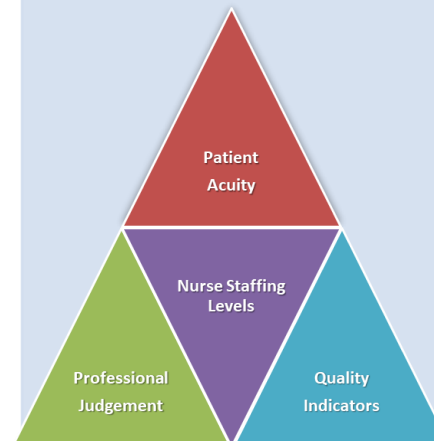 Patient
Acuity
Nurse Staffing
Levels
Professional
Judgement
Quality
Indicators